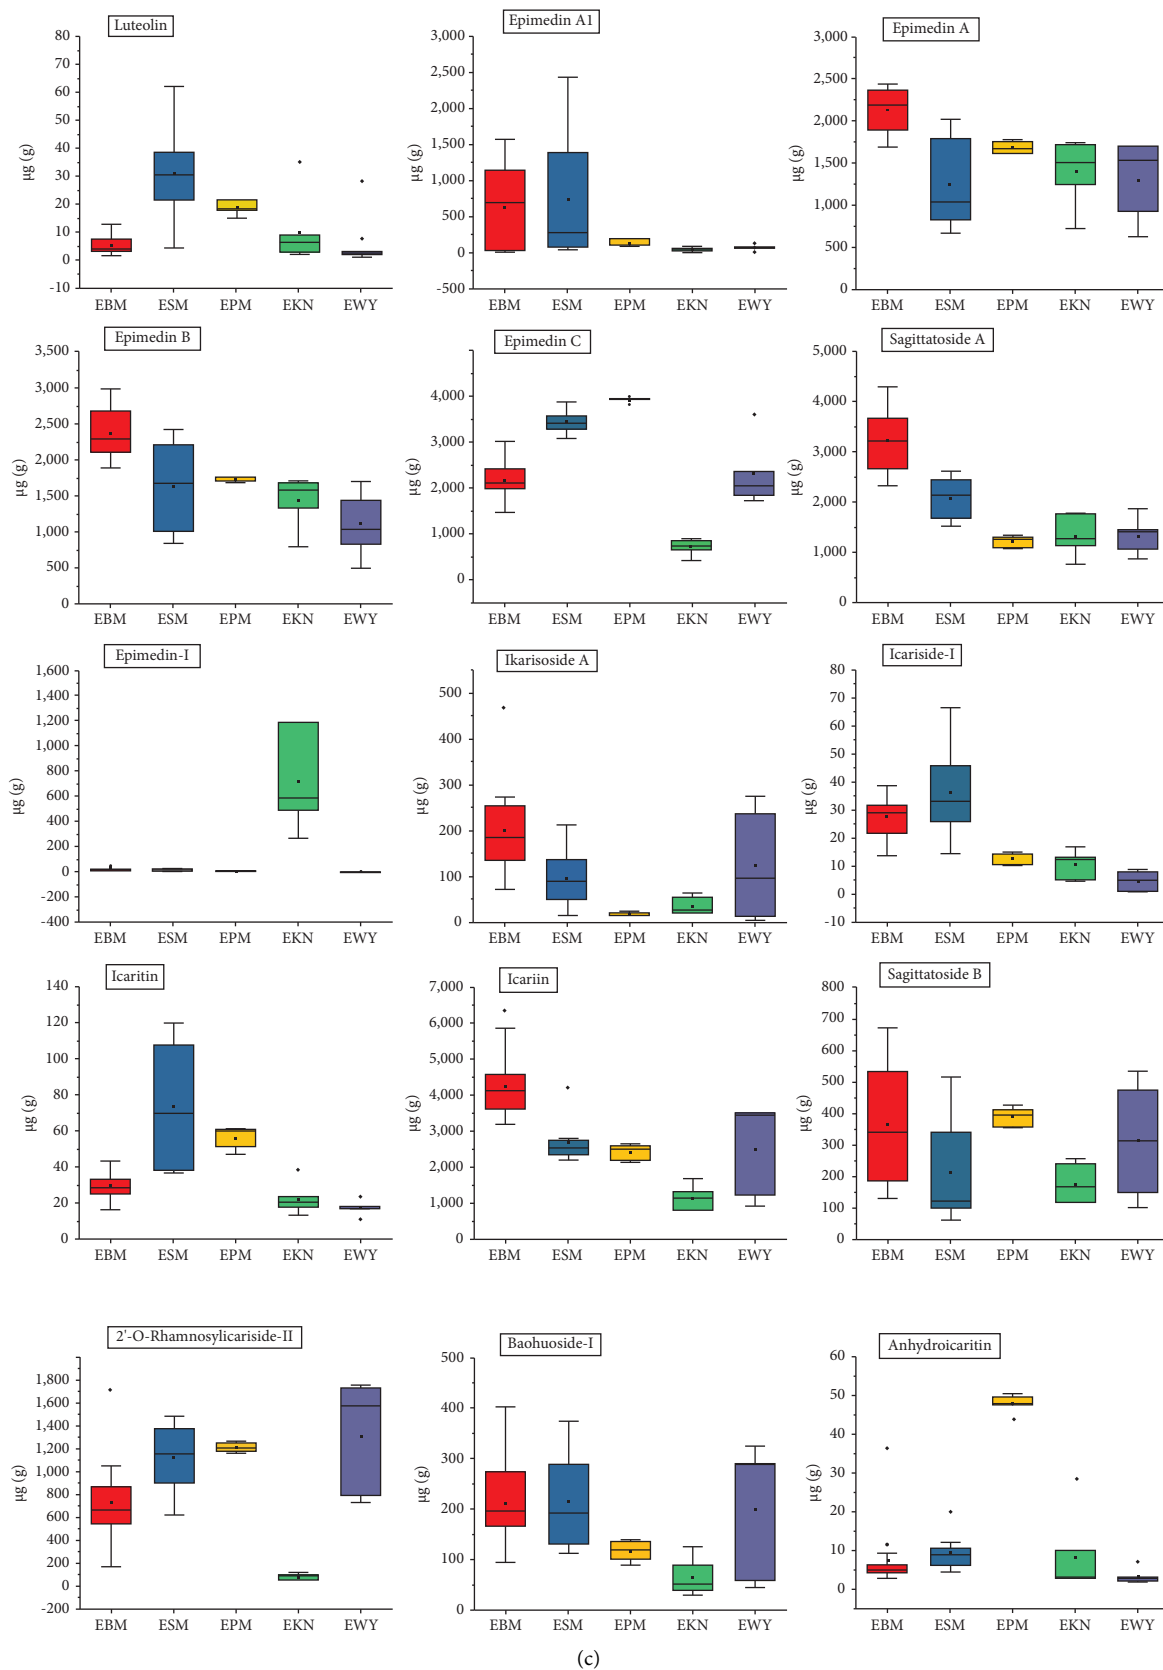 Luteolin
80
70
60
50
40
30
20
10
0
-10
µg (g)
EBM ESM EPM EKN EWY
Epimedin A1
3,000
2,500
2,000
1,500
1,000
500
0
-500
µg (g)
EBM ESM EPM EKN EWY
Epimedin A
3,000
2,500
2,000
1,500
1,000
500
0
µg (g)
EBM ESM EPM EKN EWY
Epimedin B
3,500
3,000
2,500
2,000
1,500
1,000
500
0
µg (g)
EBM ESM EPM EKN EWY
Epimedin C
4,000
3,000
2,000
1,000
0
µg (g)
EBM ESM EPM EKN EWY
Sagittatoside A
5,000
4,000
3,000
2,000
1,000
0
µg (g)
EBM ESM EPM EKN EWY
Epimedin-I
1,600
1,400
1,200
1,000
800
600
400
200
0
-200
-400
µg (g)
EBM ESM EPM EKN EWY
Ikarisoside A
500
400
300
200
100
0
µg (g)
EBM ESM EPM EKN EWY
Icariside-I
80
70
60
50
40
30
20
10
0
-10
µg (g)
EBM ESM EPM EKN EWY
Icaritin
140
120
100
80
60
40
20
0
µg (g)
EBM ESM EPM EKN EWY
Icariin
7,000
6,000
5,000
4,000
3,000
2,000
1,000
0
µg (g)
EBM ESM EPM EKN EWY
Sagittatoside B
800
700
600
500
400
300
200
100
0
µg (g)
EBM ESM EPM EKN EWY
2'-O-Rhamnosylicariside-II
1,800
1,600
1,400
1,200
1,000
800
600
400
200
0
-200
µg (g)
EBM ESM EPM EKN EWY
Baohuoside-I
500
400
300
200
100
0
µg (g)
EBM ESM EPM EKN EWY
Anhydroicaritin
60
50
40
30
20
10
0
µg (g)
EBM ESM EPM EKN EWY
(c)